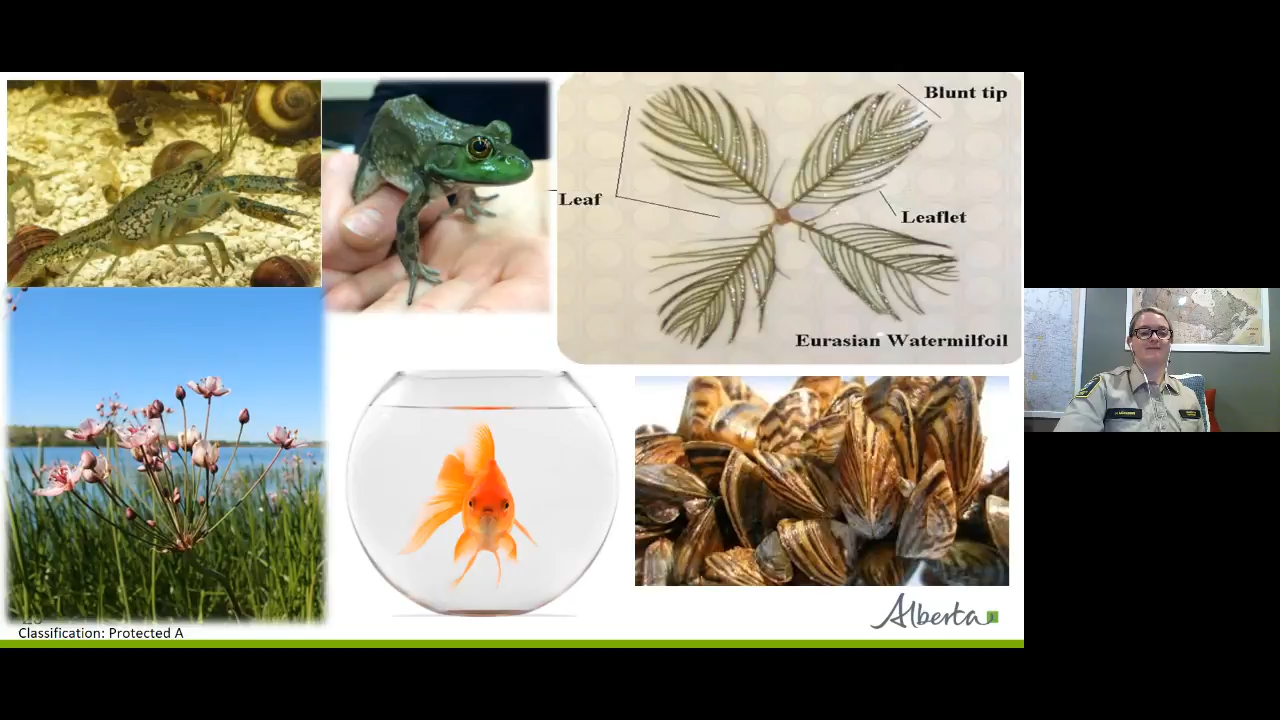 Blunt tip
Leaf
Leaflet
Eurasian Watermilfoil
Classification: Protected A
Alberta